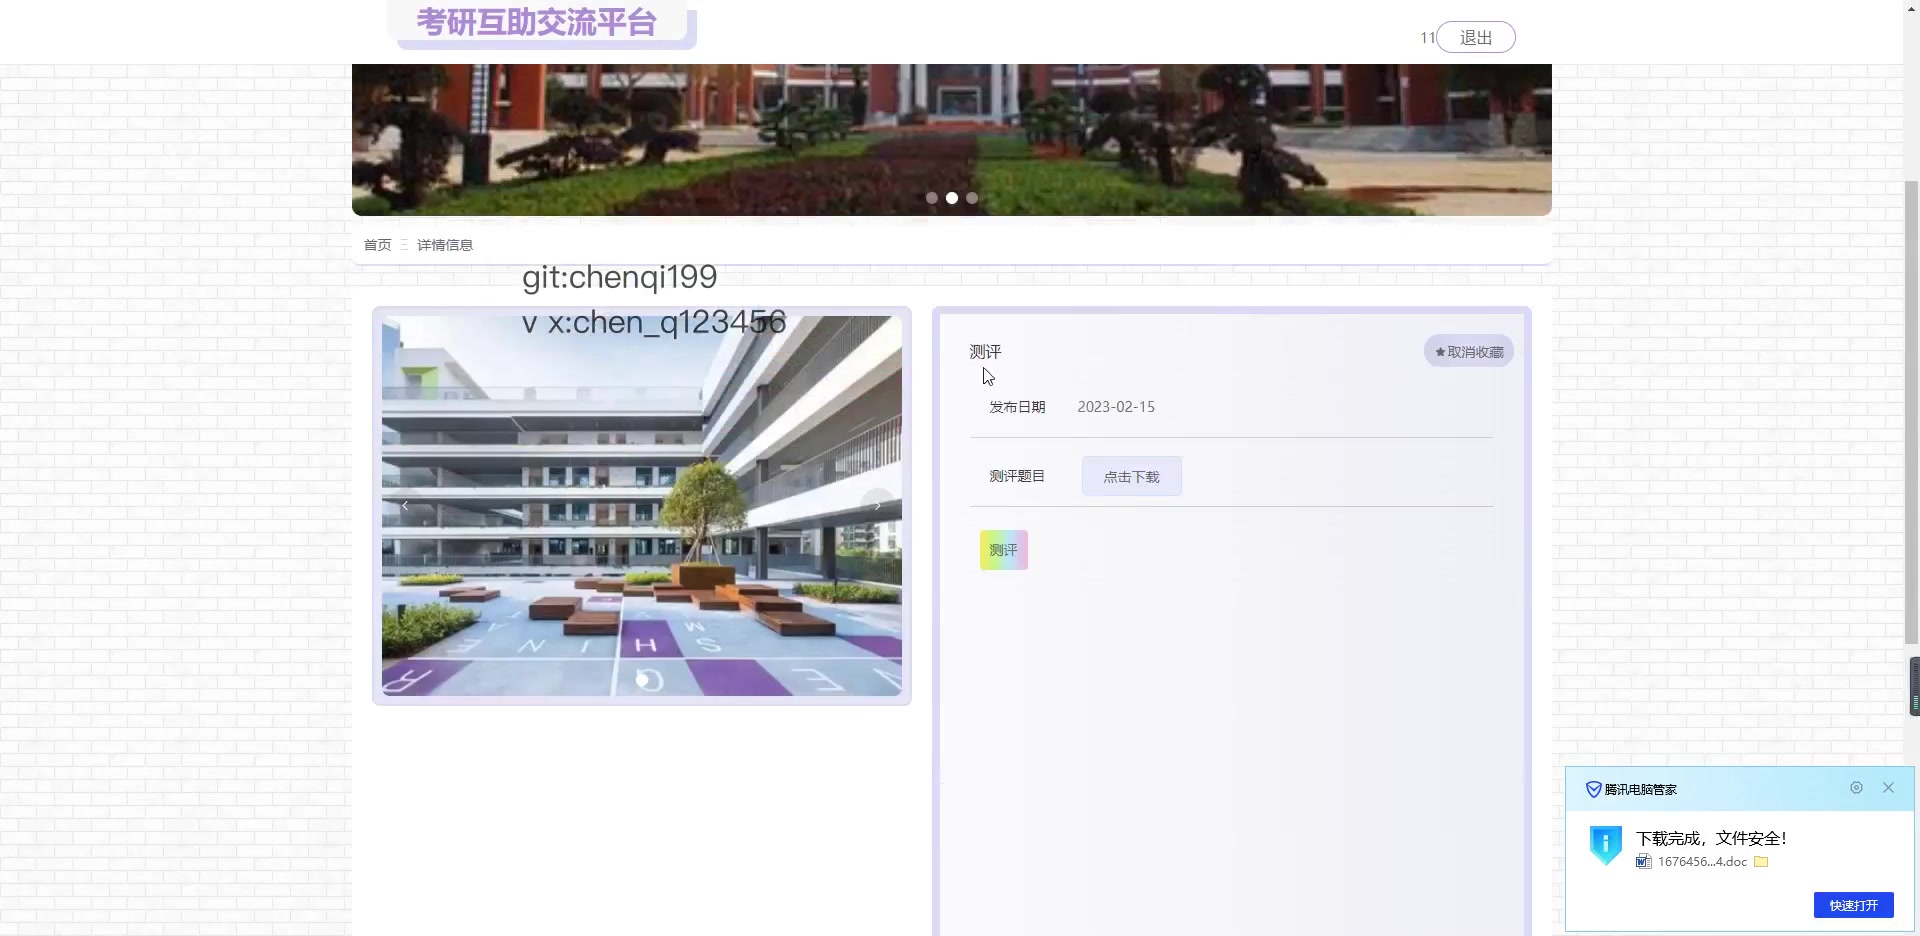 考研互助交流平台
11
退出
首页
详情信息
git:chenqi199
v x:chen_q123456
测评
★取消收藏
发布日期
2023-02-15
测评题目
点击下载
测评
腾讯电脑管家
下载完成，文件安全！
1676456...4.doc
快速打开